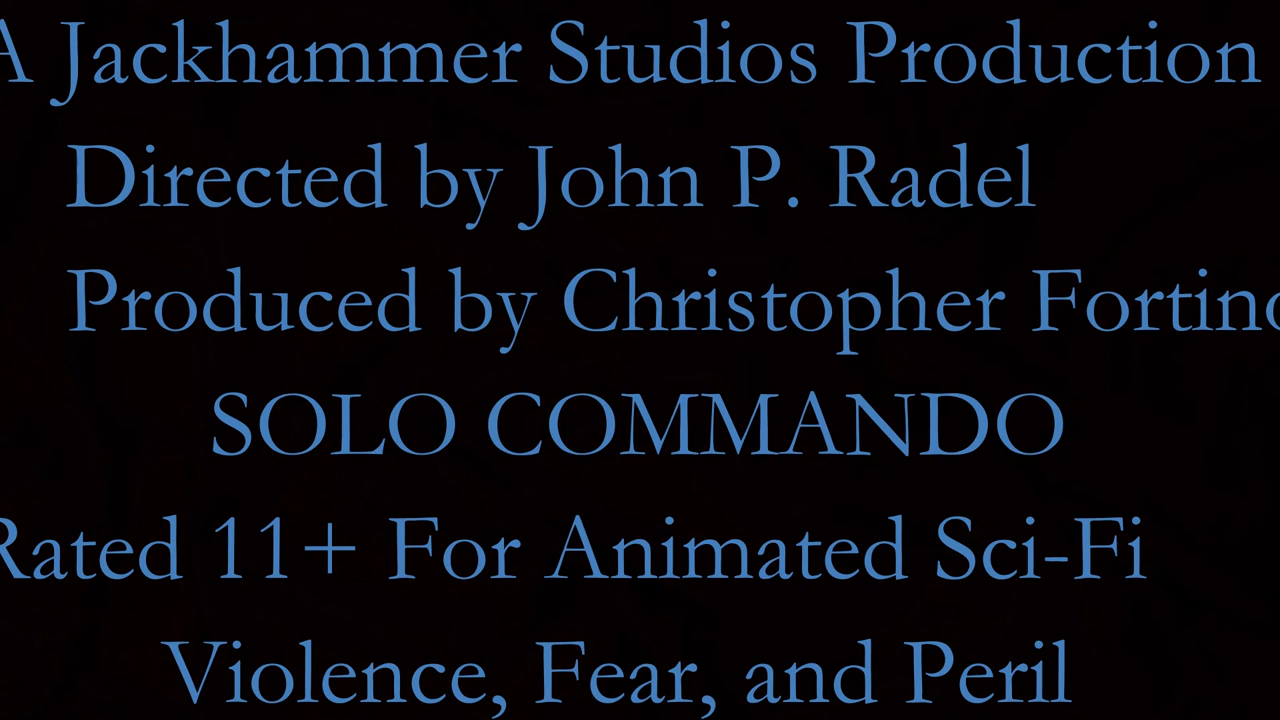 A Jackhammer Studios Production
Directed by John P. Radel
Produced by Christopher Fortino
SOLO COMMANDO
Rated 11+ For Animated Sci-Fi
Violence, Fear, and Peril